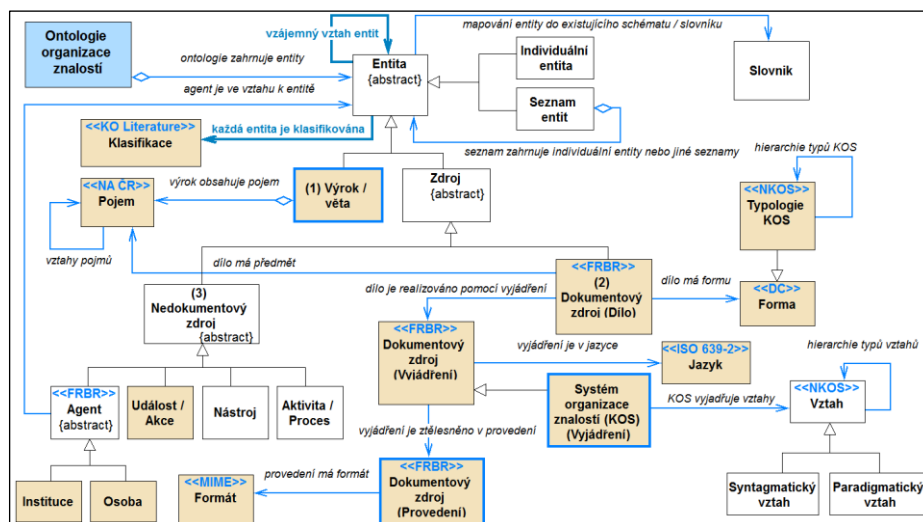 mapování entity do existujícího schématu / slovníku
Ontologie
organizace
znalostí
vzájemný vztah entit
ontologie zahrnuje entity
Entita
{abstract}
Individuální
entita
Slovnik
agent je ve vztahu k entitě
Seznam
entit
<<KO Literature>>
Klasifikace
každá entita je klasifikována
seznam zahrnuje individuální entity nebo jiné seznamy
hierarchie typů KOS
<<NA ČR>>
Pojem
výrok obsahuje pojem
(1) Výrok /
věta
Zdroj
{abstract}
<<NKOS>>
Typologie
KOS
vztahy pojmů
dílo má předmět
<<FRBR>>
(2)
Dokumentový
zdroj (Dílo)
dílo má formu
<<DC>>
Forma
(3)
Nedokumentový
zdroj
{abstract}
dílo je realizováno pomocí vyjádření
<<FRBR>>
Dokumentový
zdroj
(Vyjádření)
vyjádření je v jazyce
<<ISO 639-2>>
Jazyk
hierarchie typů vztahů
<<FRBR>>
Agent
{abstract}
Událost /
Akce
Nástroj
Aktivita /
Proces
Systém
organizace
znalostí (KOS)
(Vyjádření)
KOS vyjadřuje vztahy
<<NKOS>>
Vztah
vyjádření je ztělesněno v provedení
Instituce
Osoba
<<MIME>>
Formát
provedení má formát
<<FRBR>>
Dokumentový
zdroj
(Provedení)
Syntagmatický
vztah
Paradigmatický
vztah